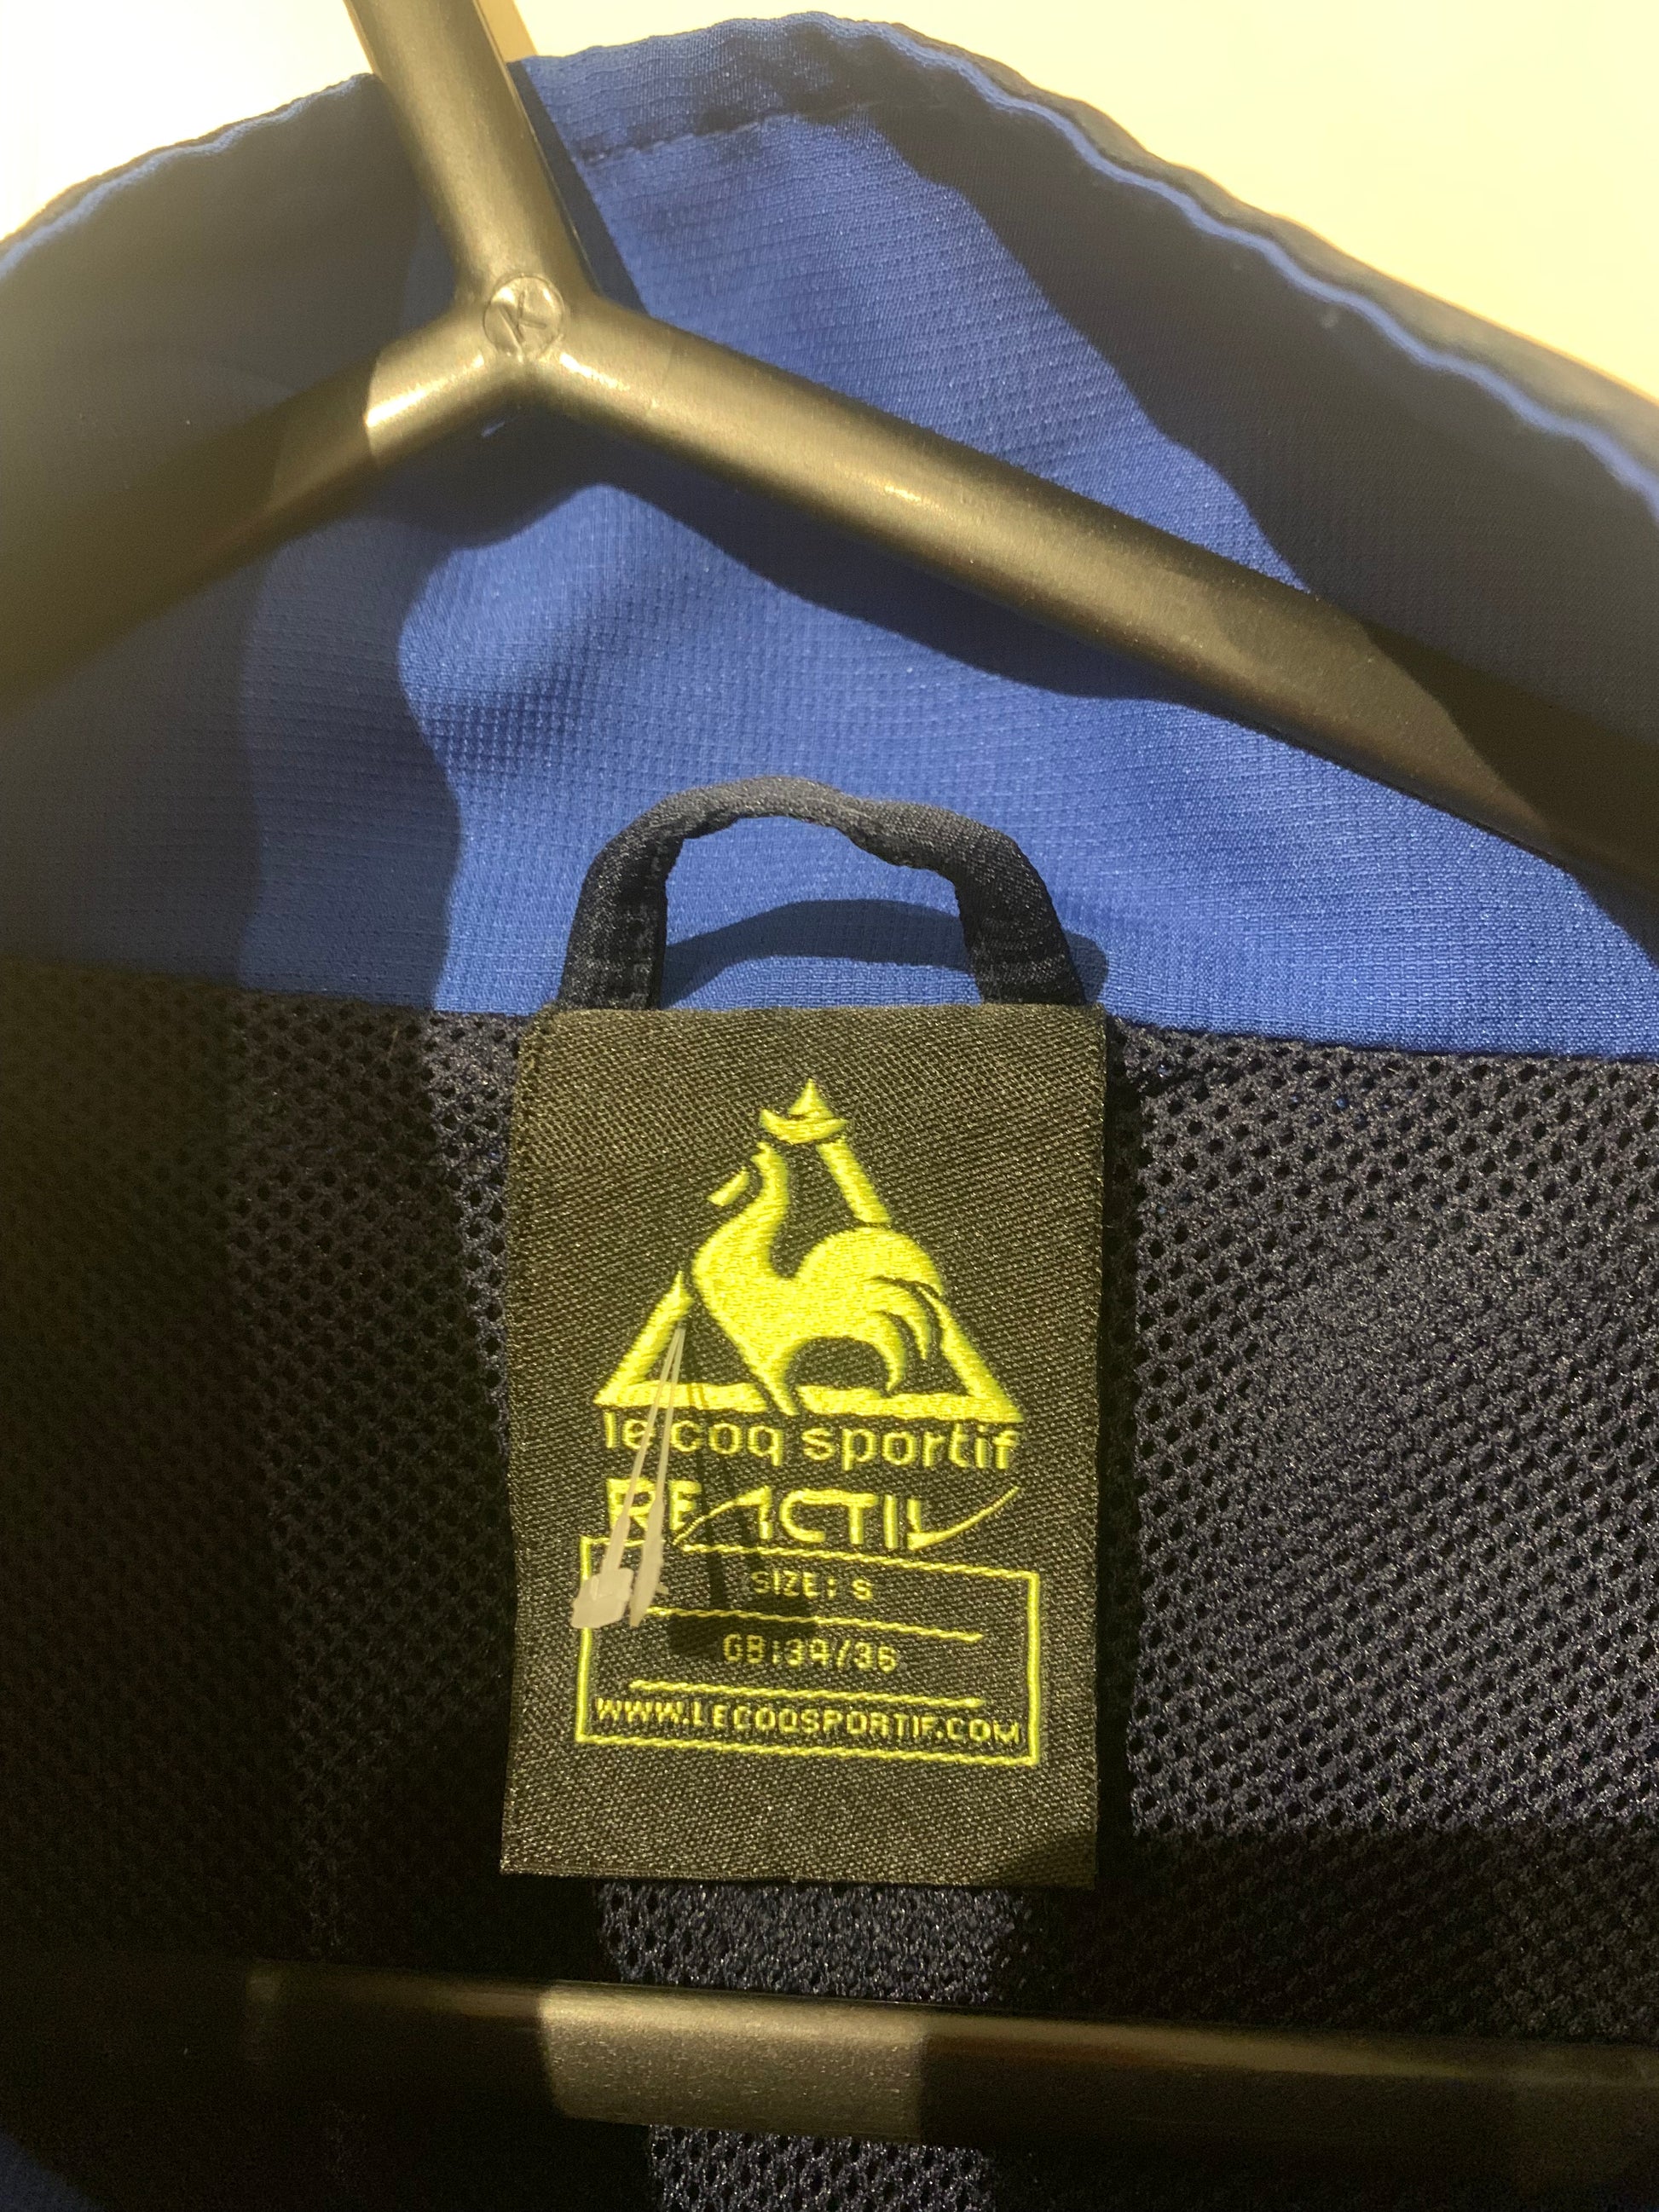 K
le coq sportif
REACTIV
SIZE: S
GB:34/36
WWW.LECOQSPORTIF.COM